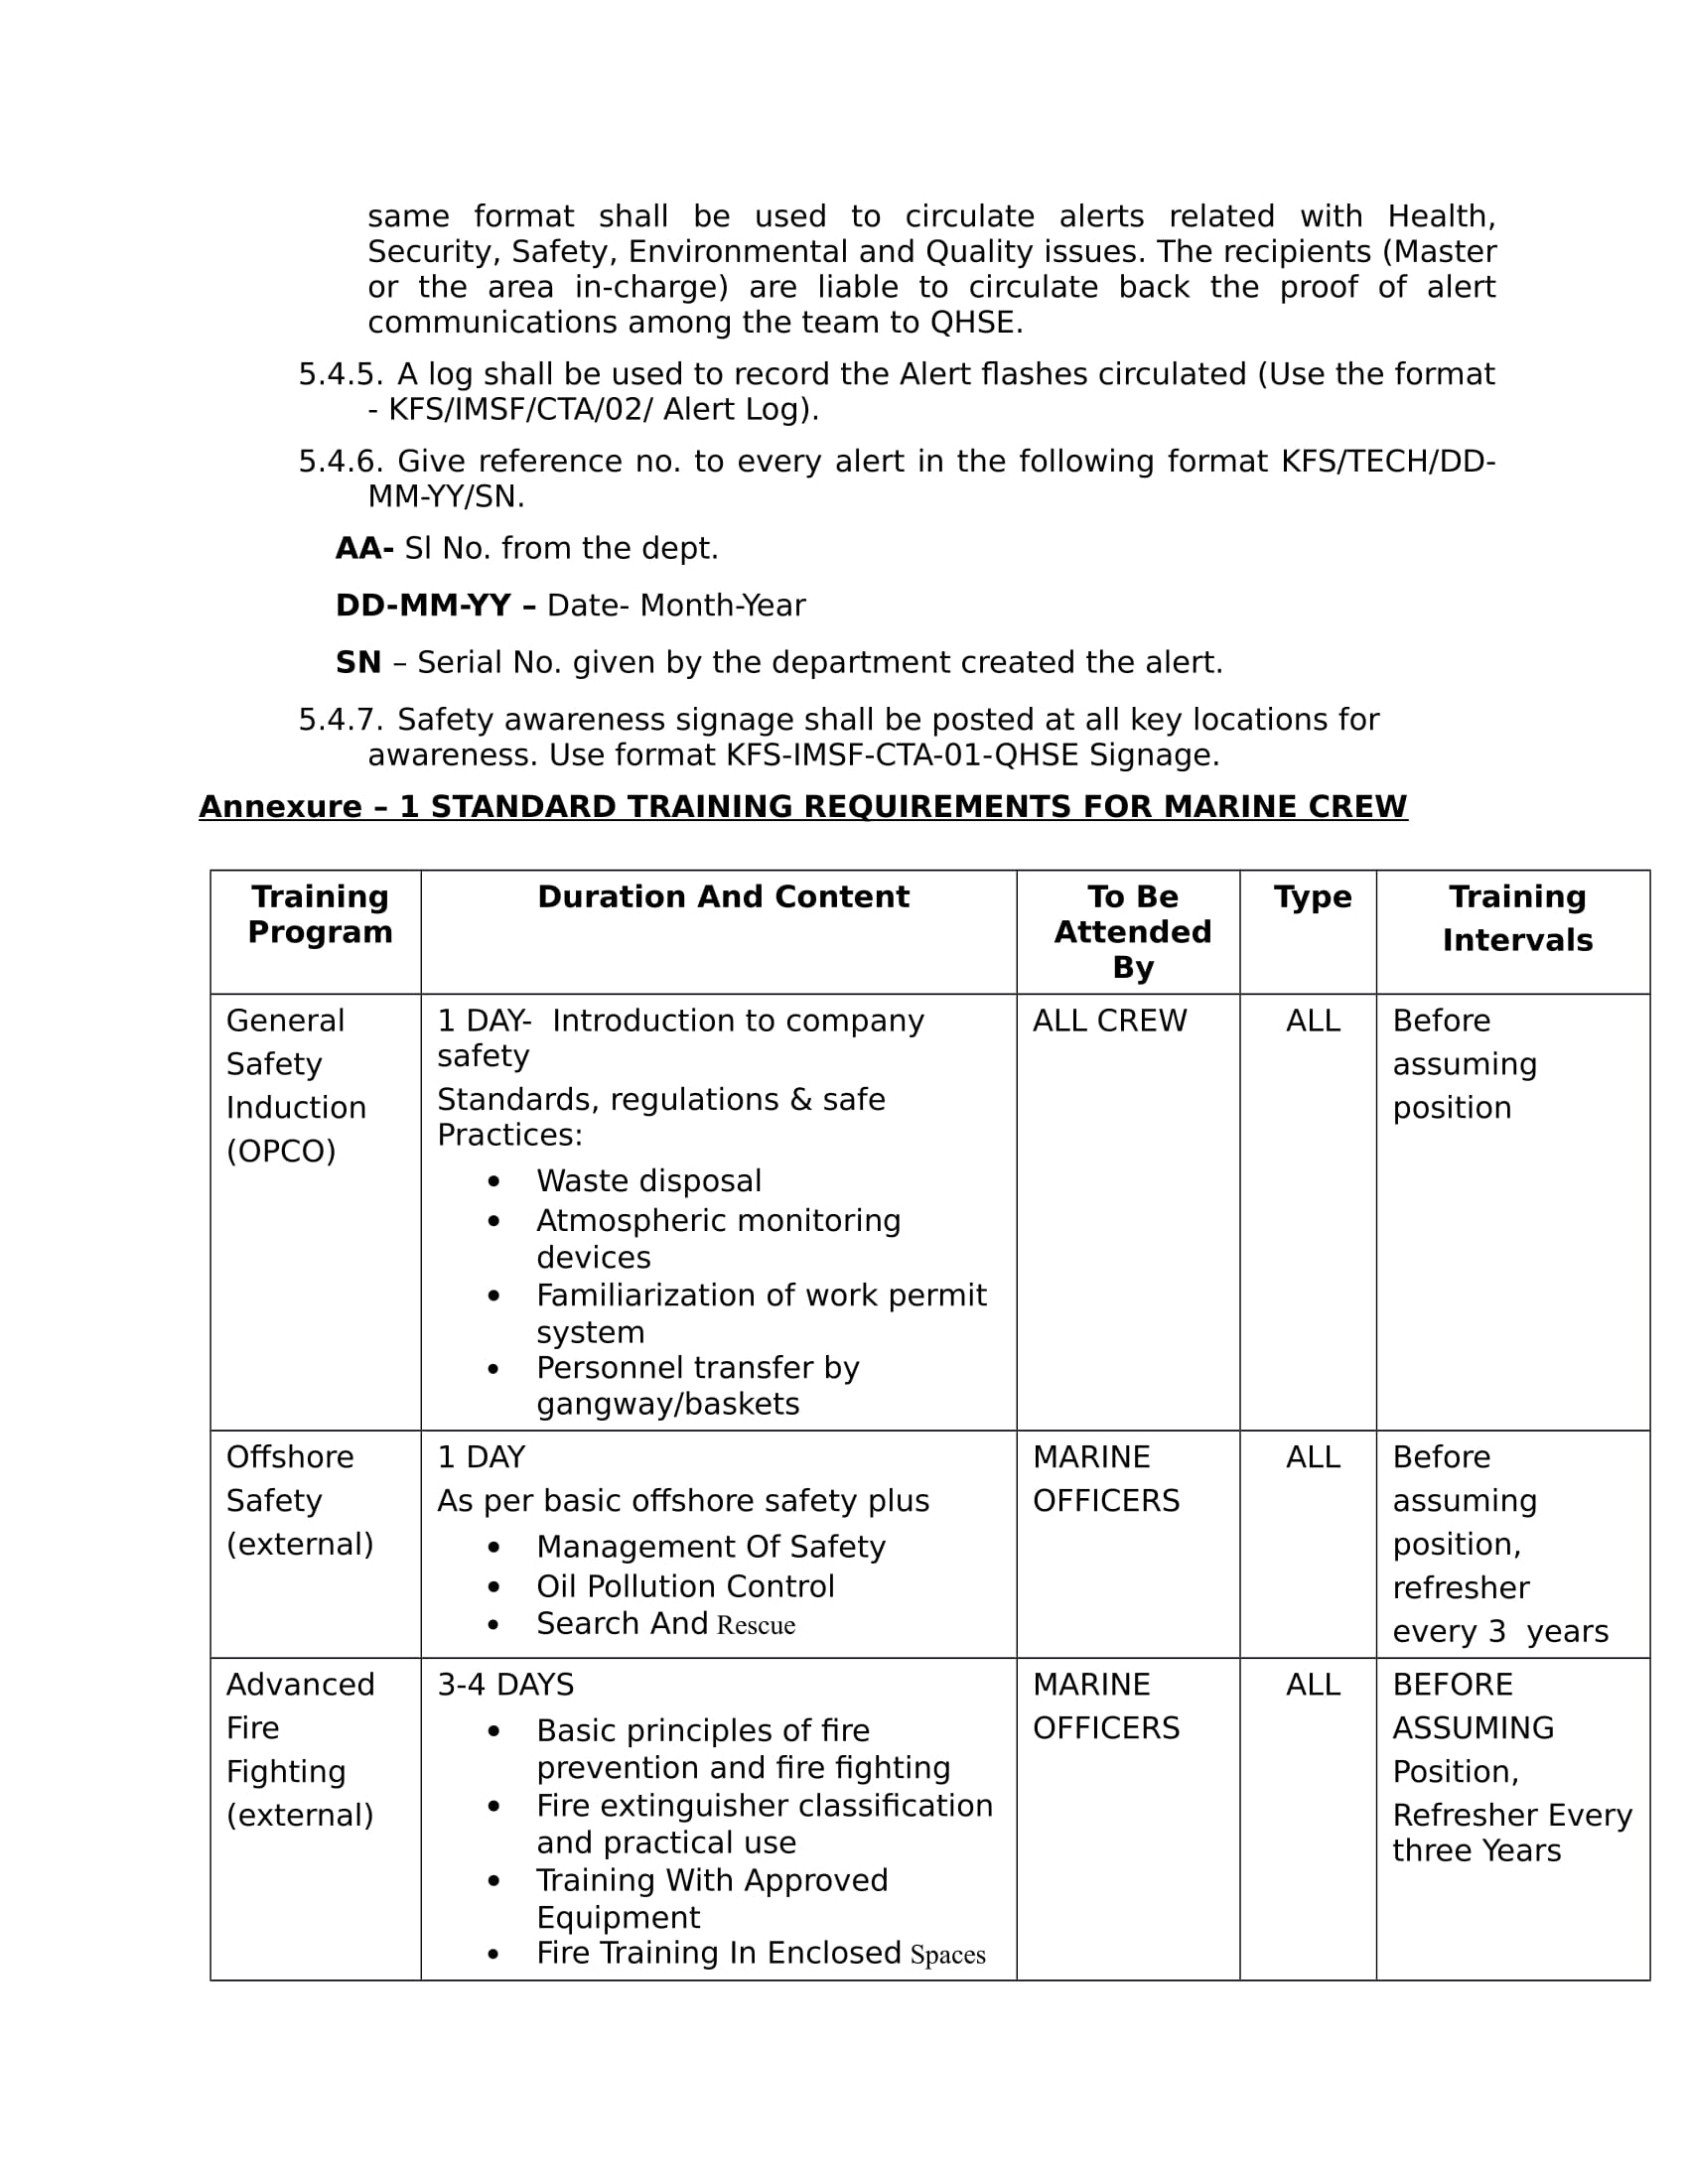 same format shall be used to circulate alerts related with Health,
Security, Safety, Environmental and Quality issues. The recipients (Master
or the area in-charge) are liable to circulate back the proof of alert
communications among the team to QHSE.
5.4.5. A log shall be used to record the Alert flashes circulated (Use the format
- KFS/IMSF/CTA/02/ Alert Log).
5.4.6. Give reference no. to every alert in the following format KFS/TECH/DD-
MM-YY/SN.
AA- Sl No. from the dept.
DD-MM-YY – Date- Month-Year
SN – Serial No. given by the department created the alert.
5.4.7. Safety awareness signage shall be posted at all key locations for
awareness. Use format KFS-IMSF-CTA-01-QHSE Signage.
Annexure – 1 STANDARD TRAINING REQUIREMENTS FOR MARINE CREW
Training
Program
Duration And Content
To Be
Attended
By
Type
Training
Intervals
General
Safety
Induction
(OPCO)
1 DAY-  Introduction to company
safety
Standards, regulations & safe
Practices:
• Waste disposal
• Atmospheric monitoring
devices
• Familiarization of work permit
system
• Personnel transfer by
gangway/baskets
ALL CREW
ALL
Before
assuming
position
Offshore
Safety
(external)
1 DAY
As per basic offshore safety plus
• Management Of Safety
• Oil Pollution Control
• Search And Rescue
MARINE
OFFICERS
ALL
Before
assuming
position,
refresher
every 3  years
Advanced
Fire
Fighting
(external)
3-4 DAYS
• Basic principles of fire
prevention and fire fighting
• Fire extinguisher classification
and practical use
• Training With Approved
Equipment
• Fire Training In Enclosed Spaces
MARINE
OFFICERS
ALL
BEFORE
ASSUMING
Position,
Refresher Every
three Years